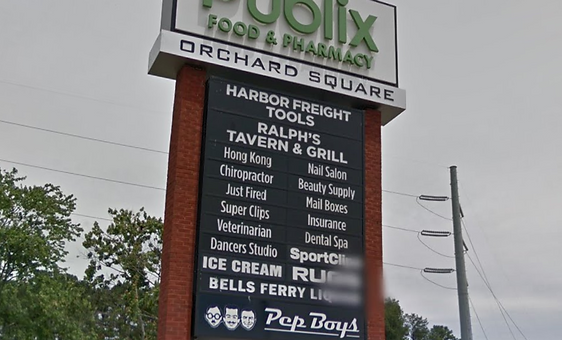 Publix
FOOD & PHARMACY
ORCHARD SQUARE
HARBOR FREIGHT
TOOLS
RALPH'S
TAVERN & GRILL
Hong Kong Nail Salon
Chiropractor Beauty Supply
Just Fired Mail Boxes
Super Clips Insurance
Veterinarian Dental Spa
Dancers Studio
ICE CREAM
BELLS FERRY
Pep Boys